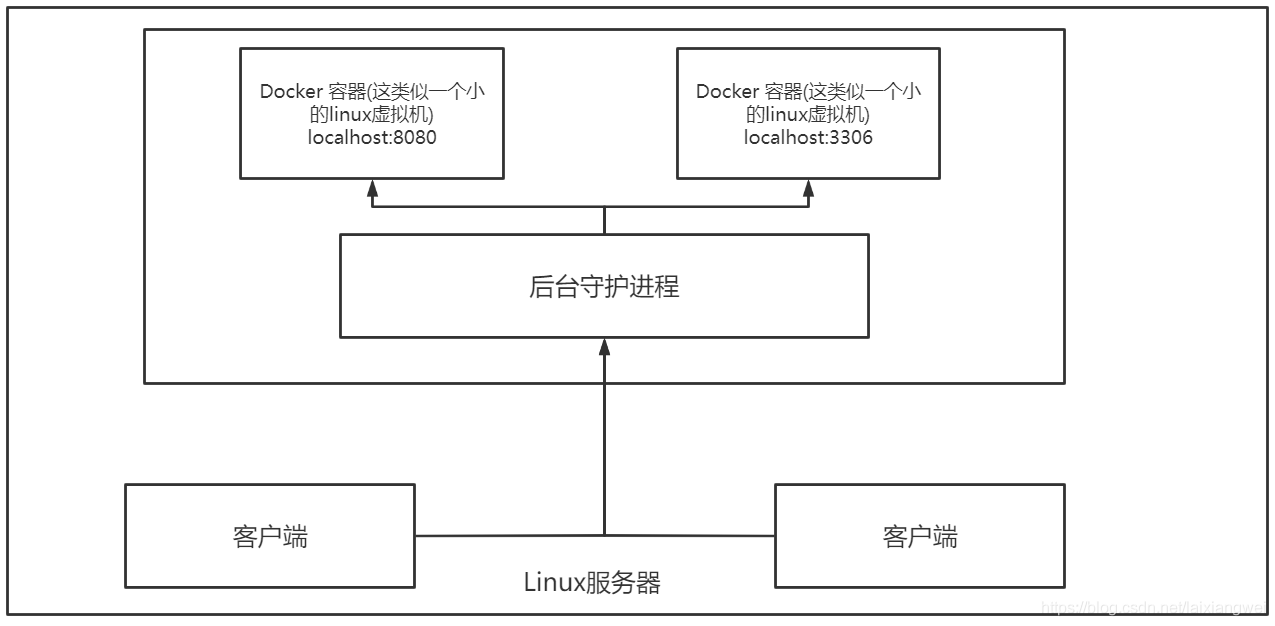 Docker 容器(这类似一个小
的linux虚拟机)
localhost:8080
Docker 容器(这类似一个小
的linux虚拟机)
localhost:3306
后台守护进程
客户端
客户端
Linux服务器
https://blog.csdn.net/laixiangwei